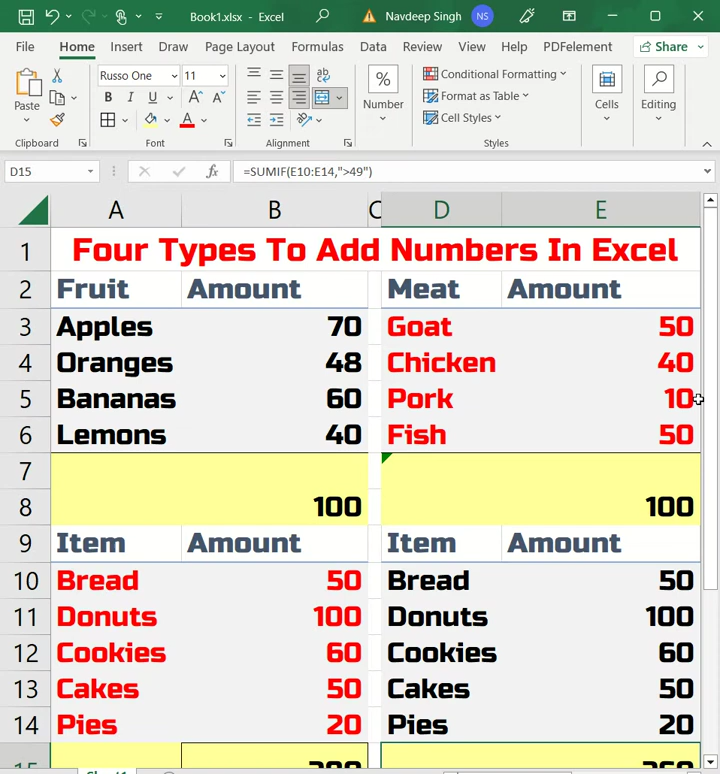 Book1.xlsx - Excel
Navdeep Singh NS
File Home Insert Draw Page Layout Formulas Data Review View Help PDFelement Share
Paste
Russo One 11
B I U A A
ab
Number
Conditional Formatting
Format as Table
Cell Styles
Cells
Editing
Clipboard Font Alignment Styles
D15 fx =SUMIF(E10:E14,">49")
A B C D E
1 Four Types To Add Numbers In Excel
2 Fruit Amount Meat Amount
3 Apples 70 Goat 50
4 Oranges 48 Chicken 40
5 Bananas 60 Pork 10
6 Lemons 40 Fish 50
7
8 100 100
9 Item Amount Item Amount
10 Bread 50 Bread 50
11 Donuts 100 Donuts 100
12 Cookies 60 Cookies 60
13 Cakes 50 Cakes 50
14 Pies 20 Pies 20
15